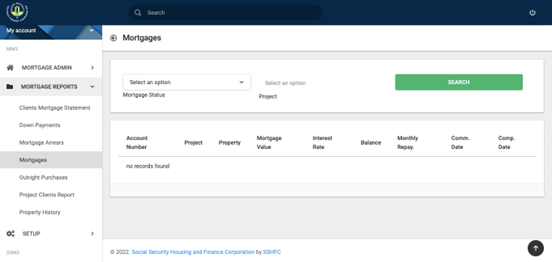 Search
My account
MMS
MORTGAGE ADMIN
MORTGAGE REPORTS
Clients Mortgage Statement
Down Payments
Mortgage Arrears
Mortgages
Outright Purchases
Project Clients Report
Property History
SETUP
SSMS
Mortgages
Select an option
Mortgage Status
Select an option
Project
SEARCH
Account Number
Project
Property
Mortgage Value
Interest Rate
Balance
Monthly Repay.
Comm. Date
Comp. Date
no records found
© 2022. Social Security Housing and Finance Corporation by SSHFC